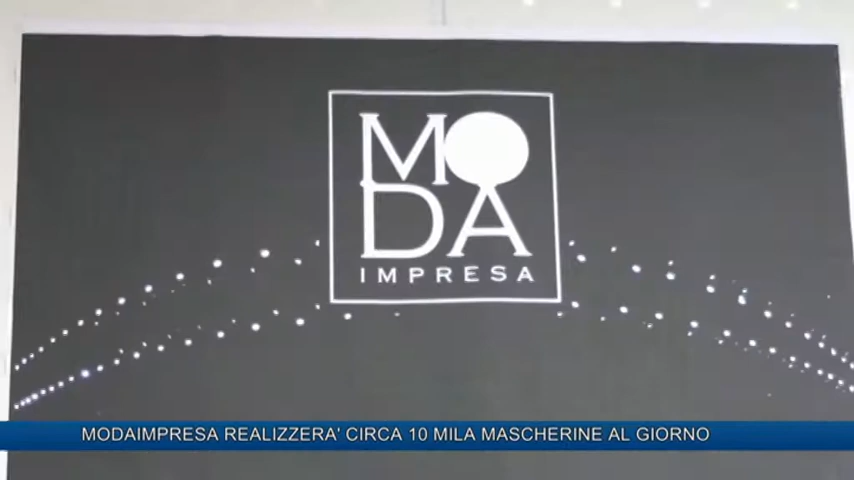 MODA
IMPRESA
MODAIMPRESA REALIZZERA' CIRCA 10 MILA MASCHERINE AL GIORNO